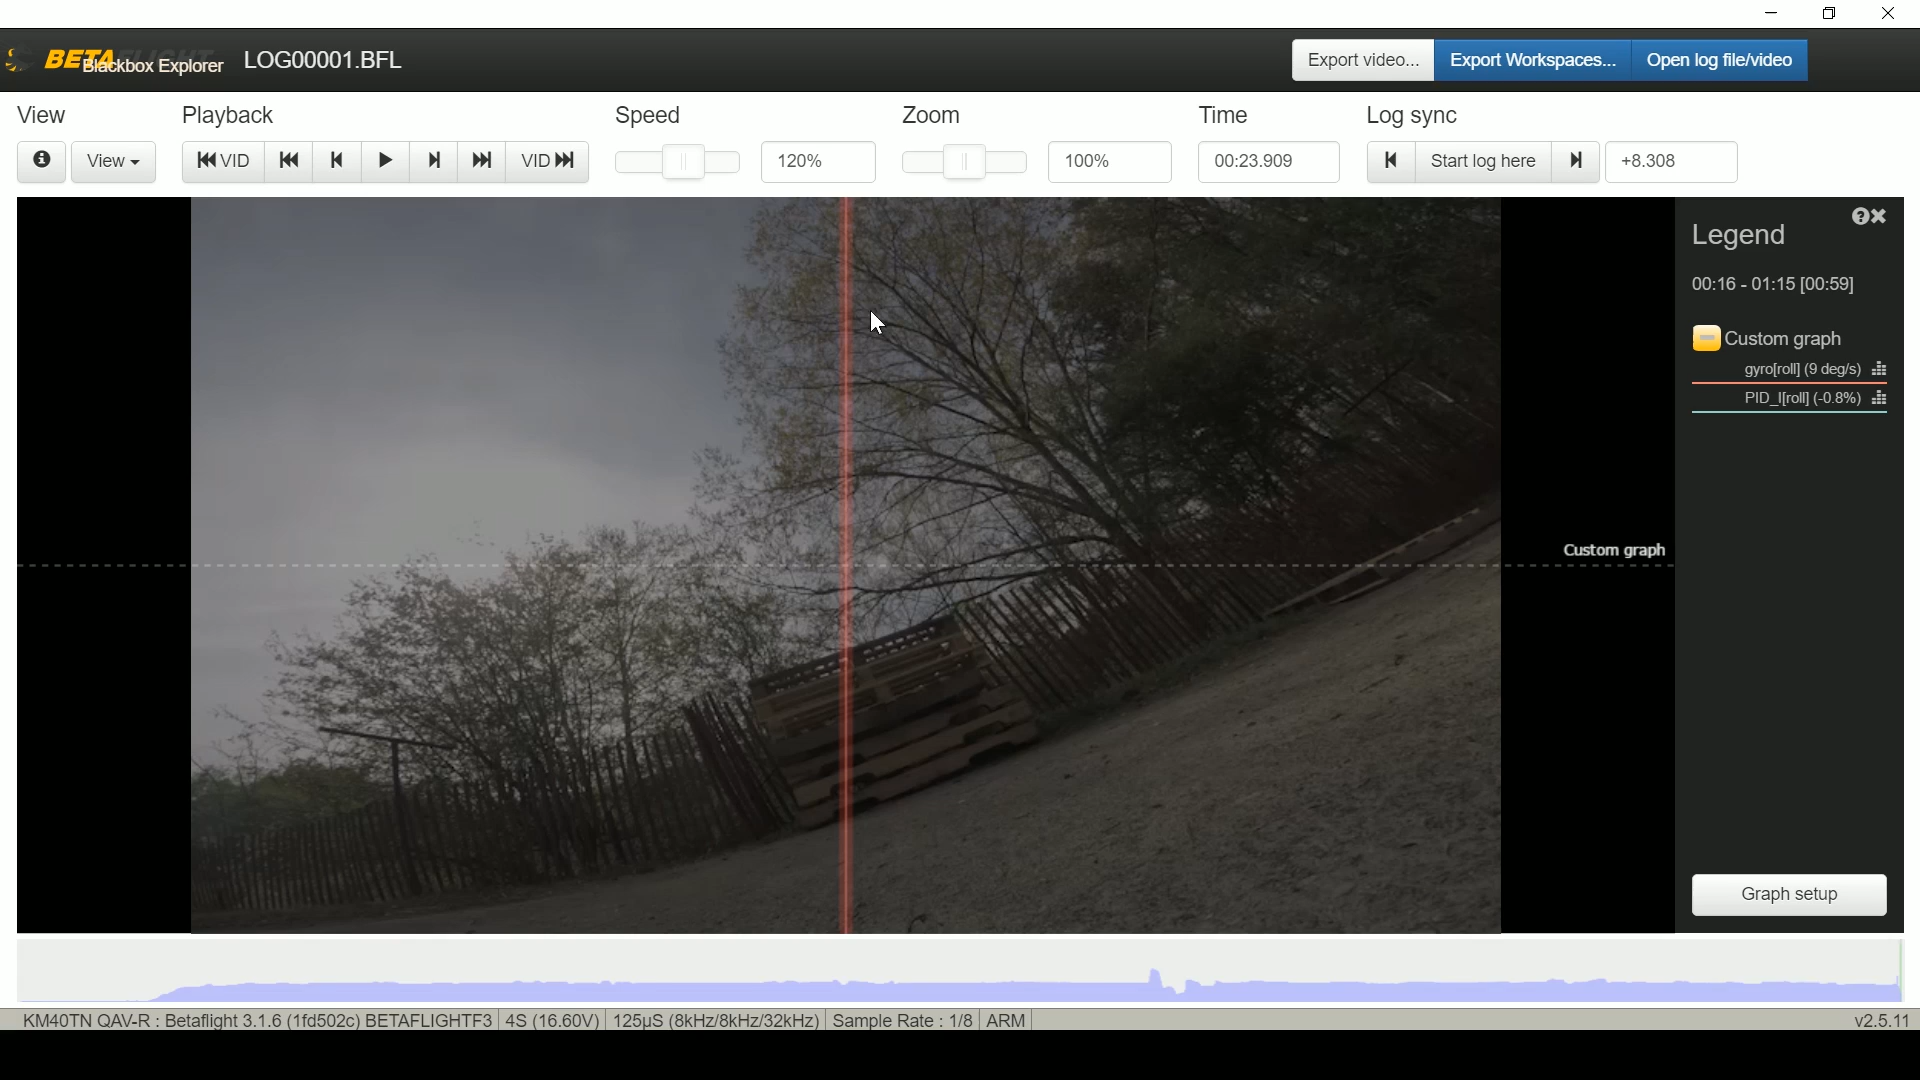 BETAFLIGHT
Blackbox Explorer
LOG00001.BFL
Export video...
Export Workspaces...
Open log file/video
View
Playback
Speed
Zoom
Time
Log sync
View
VID
VID
120%
100%
00:23.909
Start log here
+8.308
Legend
00:16 - 01:15 [00:59]
Custom graph
gyro[roll] (9 deg/s)
PID_I[roll] (-0.8%)
Custom graph
Graph setup
KM40TN QAV-R : Betaflight 3.1.6 (1fd502c) BETAFLIGHTF3
4S (16.60V)
125µS (8kHz/8kHz/32kHz)
Sample Rate : 1/8
ARM
v2.5.11